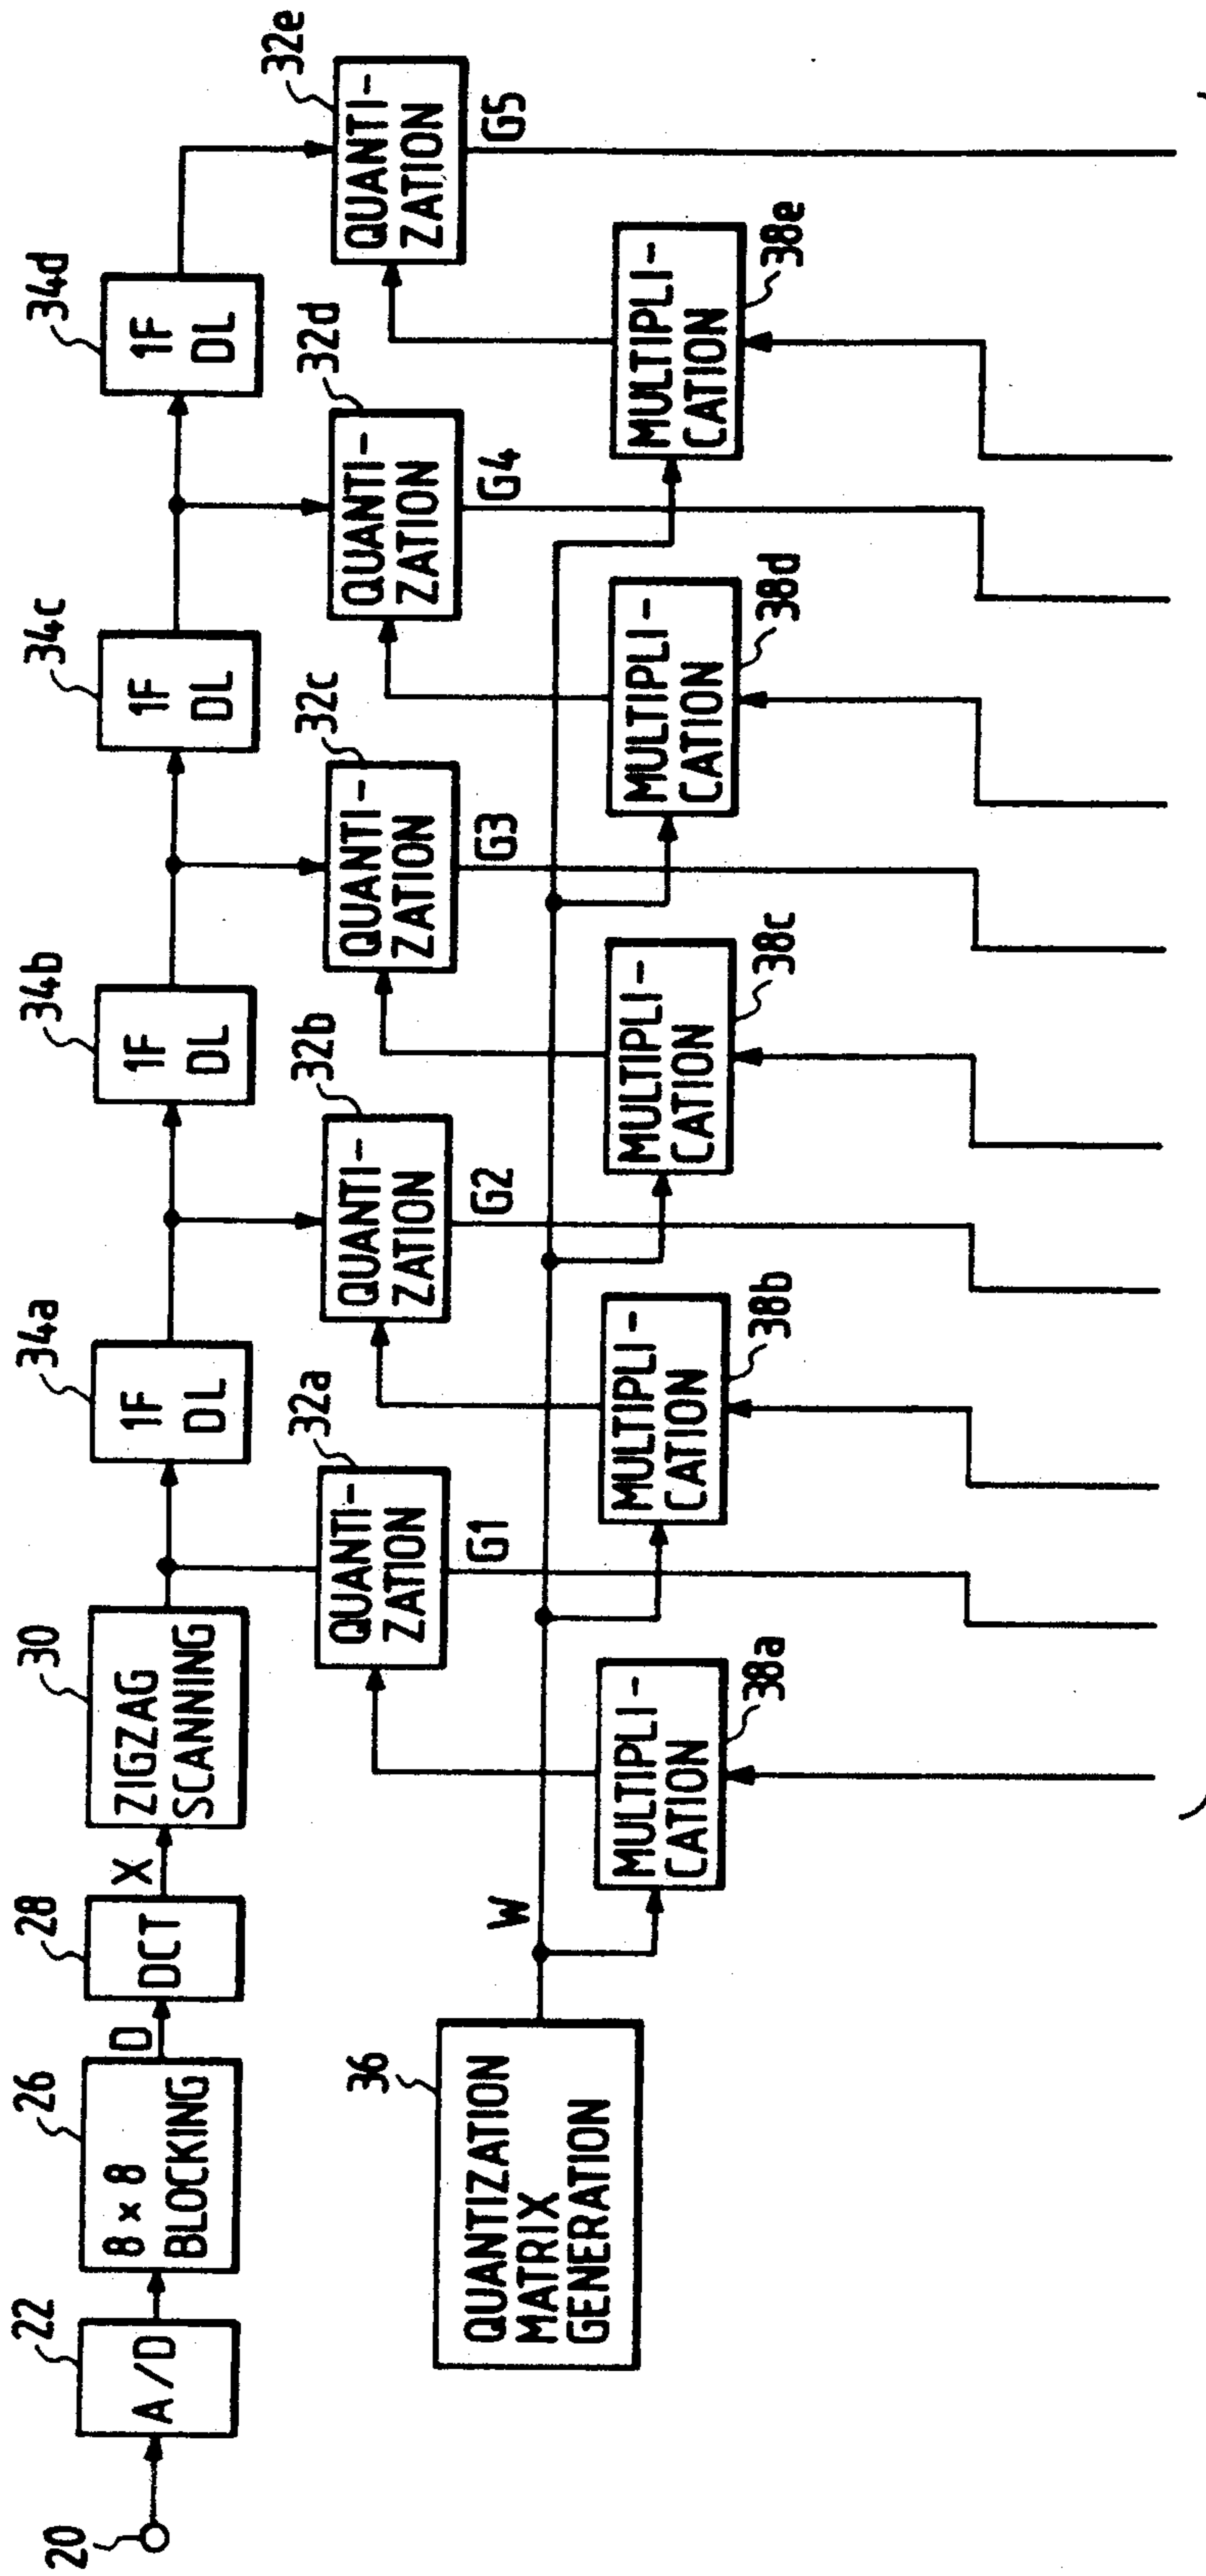 20
22
A/D
26
8×8
BLOCKING
D
28
DCT
X
30
ZIGZAG
SCANNING
34a
1F
DL
34b
1F
DL
34c
1F
DL
34d
1F
DL
32a
QUANTI-
ZATION
G1
32b
QUANTI-
ZATION
G2
32c
QUANTI-
ZATION
G3
32d
QUANTI-
ZATION
G4
32e
QUANTI-
ZATION
G5
36
QUANTIZATION
MATRIX
GENERATION
W
MULTIPLI-
CATION
38a
MULTIPLI-
CATION
38b
MULTIPLI-
CATION
38c
MULTIPLI-
CATION
38d
MULTIPLI-
CATION
38e